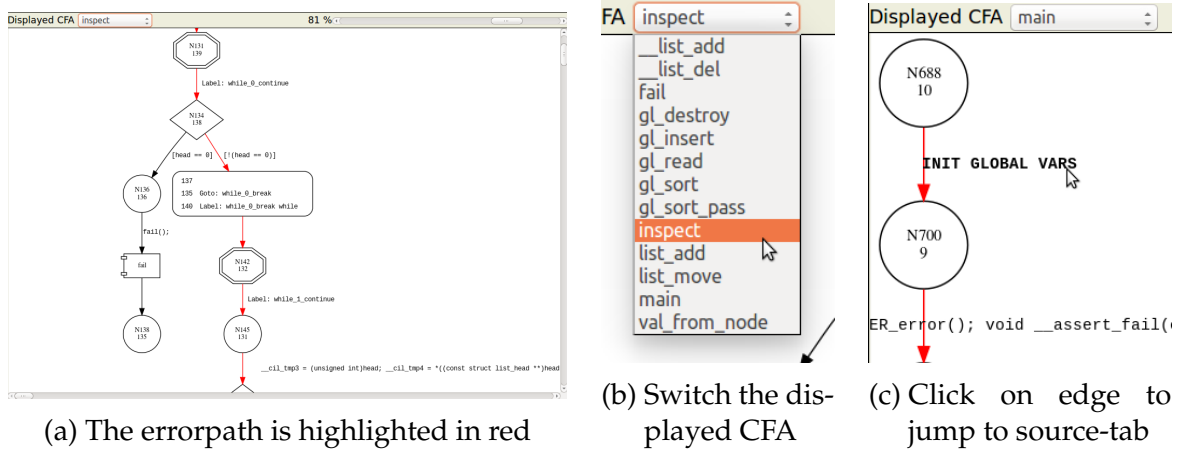 Displayed CFA inspect 81 %
N131
139
Label: while_0_continue
N134
138
[head == 0] [!(head == 0)]
N136
136
137
135 Goto: while_0_break
140 Label: while_0_break while
fail();
fail
N142
132
Label: while_1_continue
N138
135
N145
131
__cil_tmp3 = (unsigned int)head; __cil_tmp4 = *((const struct list_head **)head
(a) The errorpath is highlighted in red
FA inspect
__list_add
__list_del
fail
gl_destroy
gl_insert
gl_read
gl_sort
gl_sort_pass
inspect
list_add
list_move
main
val_from_node
(b) Switch the dis-
played CFA
Displayed CFA main
N688
10
INIT GLOBAL VARS
N700
9
ER_error(); void __assert_fail(
(c) Click on edge to
jump to source-tab